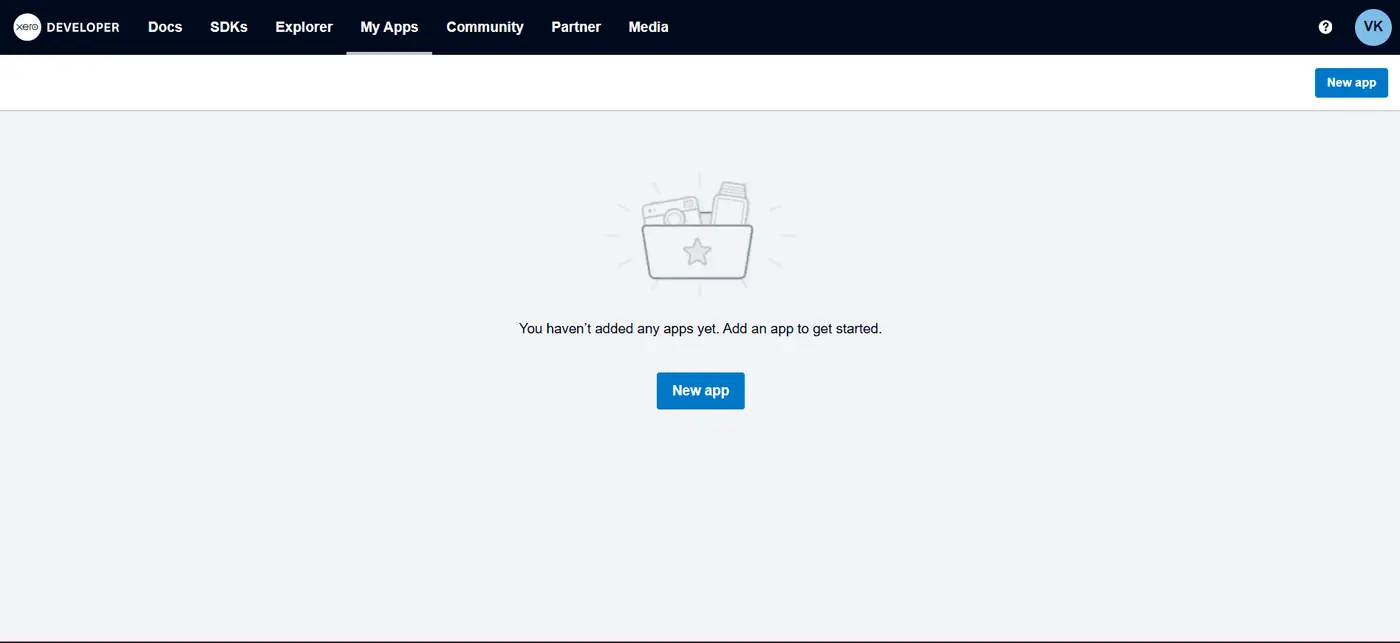 xero DEVELOPER Docs SDKs Explorer My Apps Community Partner Media ? VK
New app
You haven’t added any apps yet. Add an app to get started.
New app